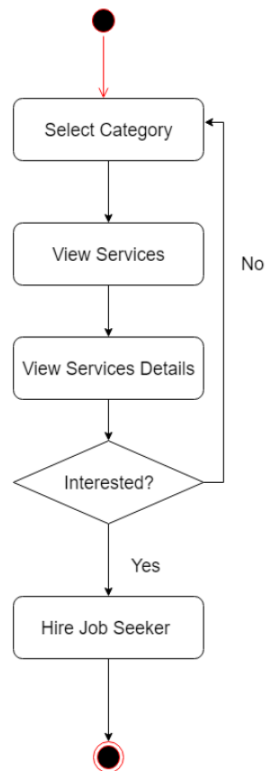 Select Category
View Services
No
View Services Details
Interested?
Yes
Hire Job Seeker